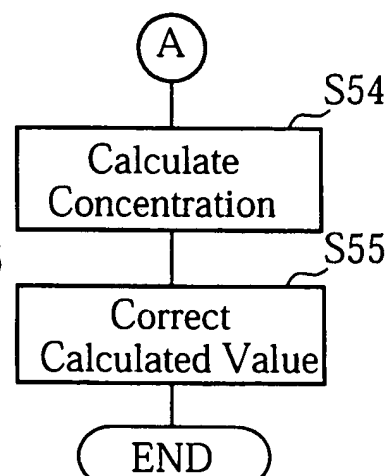 A
S54
Calculate
Concentration
S55
Correct
Calculated Value
END